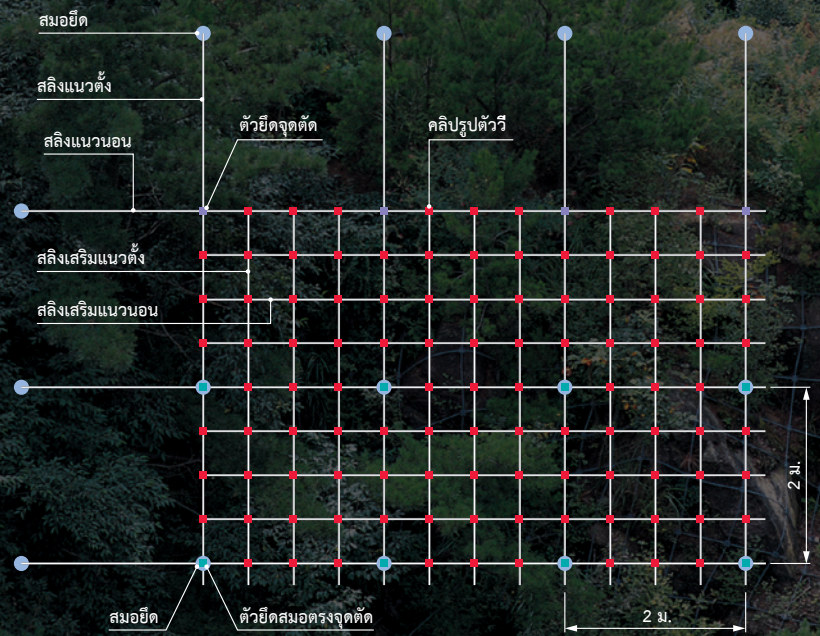 สมอยึด
สลิงแนวตั้ง
ตัวยึดจุดตัด
คลิปรูปตัววี
สลิงแนวนอน
สลิงเสริมแนวตั้ง
สลิงเสริมแนวนอน
2 ม.
สมอยึด
ตัวยึดสมอตรงจุดตัด
2 ม.